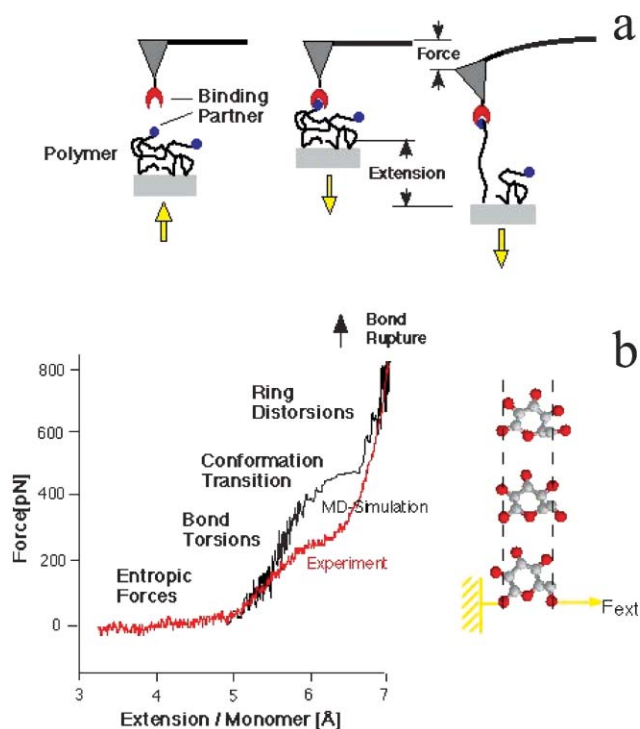 a
Force
Binding
Partner
Polymer
Extension
b
Bond
Rupture
Ring
Distorsions
Conformation
Transition
MD-Simulation
Bond
Torsions
Experiment
Entropic
Forces
Force[pN]
800
600
400
200
0
3 4 5 6 7
Extension / Monomer [Å]
Fext